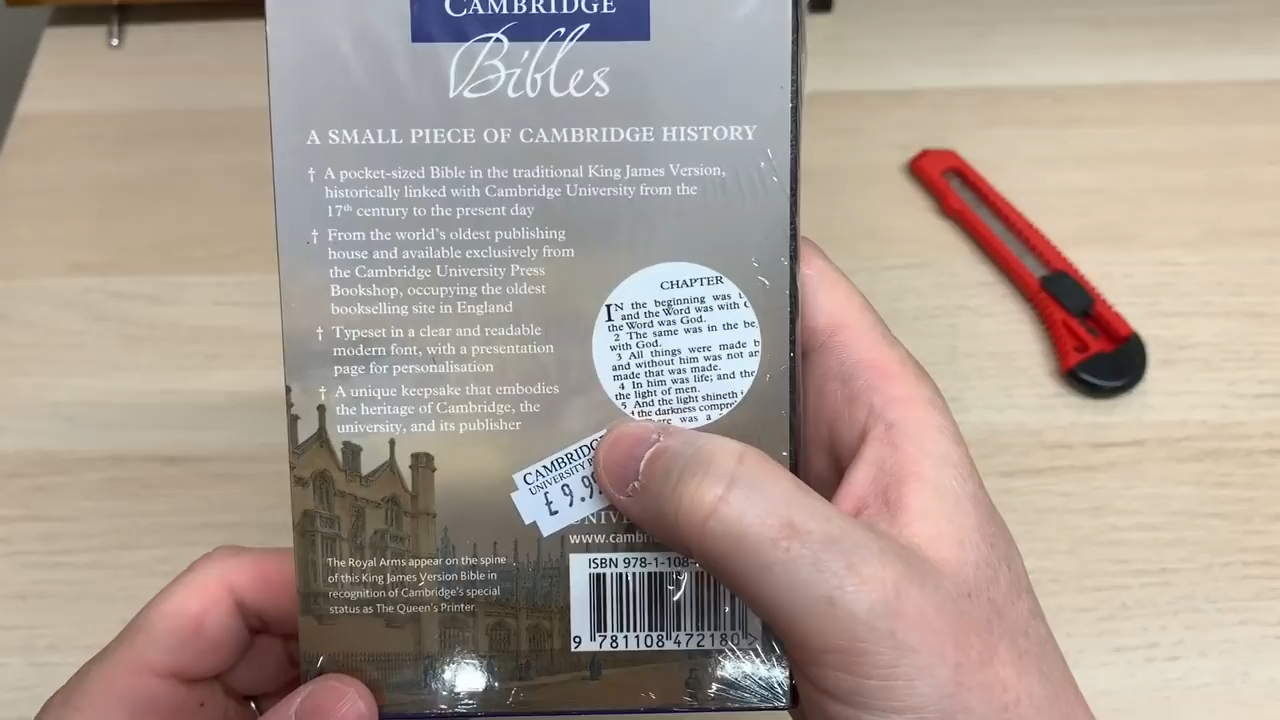 CAMBRIDGE
Bibles
A SMALL PIECE OF CAMBRIDGE HISTORY
† A pocket-sized Bible in the traditional King James Version,
historically linked with Cambridge University from the
17th century to the present day
† From the world's oldest publishing
house and available exclusively from
the Cambridge University Press
Bookshop, occupying the oldest
bookselling site in England
† Typeset in a clear and readable
modern font, with a presentation
page for personalisation
† A unique keepsake that embodies
the heritage of Cambridge, the
university, and its publisher
CHAPTER
IN the beginning was
and the Word was with
the Word was God.
2 The same was in the be
with God.
3 All things were made b
and without him was not an
made that was made.
4 In him was life; and the
the light of men.
5 And the light shineth i
the darkness compre
was a
CAMBRIDG
UNIVERSITY
£ 9.9
UNIVE
www.cambri
The Royal Arms appear on the spine
of this King James Version Bible in
recognition of Cambridge's special
status as The Queen's Printer.
ISBN 978-1-108-
9 781108 472180 >